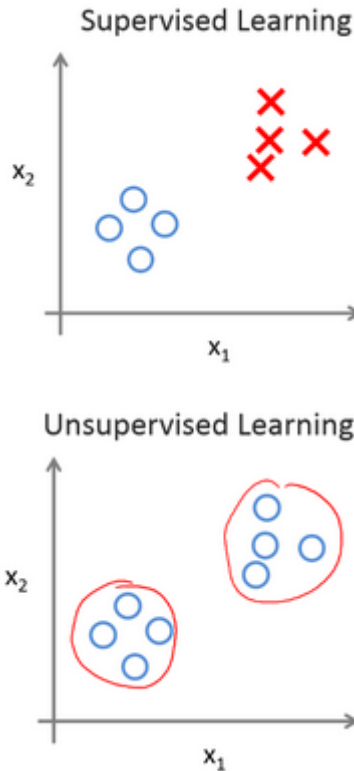 Supervised Learning
x₂
x₁
Unsupervised Learning
x₂
x₁